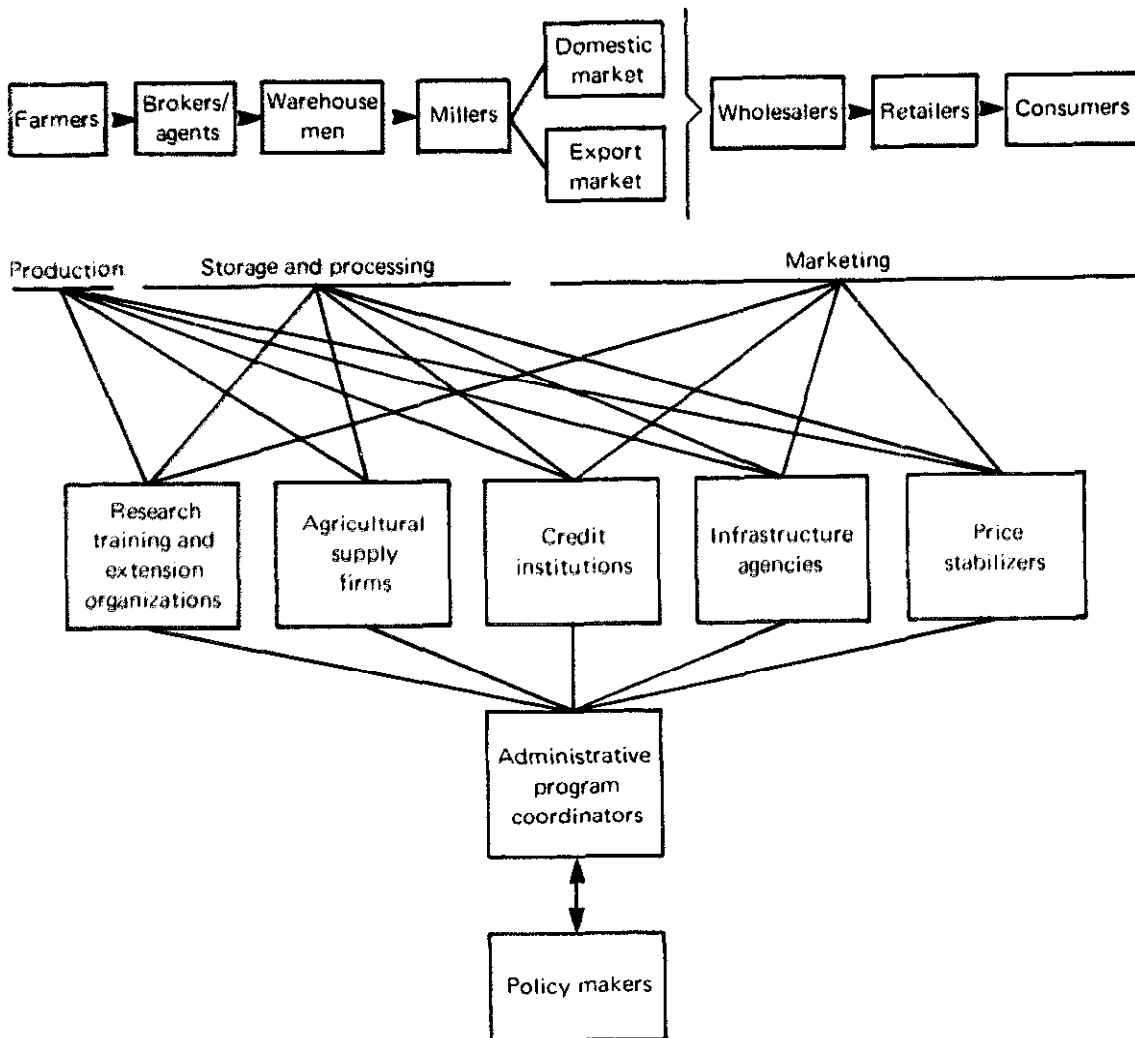 Domestic
market
Farmers
Brokers/
agents
Warehouse
men
Millers
Export
market
Wholesalers
Retailers
Consumers
Production
Storage and processing
Marketing
Research
training and
extension
organizations
Agricultural
supply
firms
Credit
institutions
Infrastructure
agencies
Price
stabilizers
Administrative
program
coordinators
Policy makers